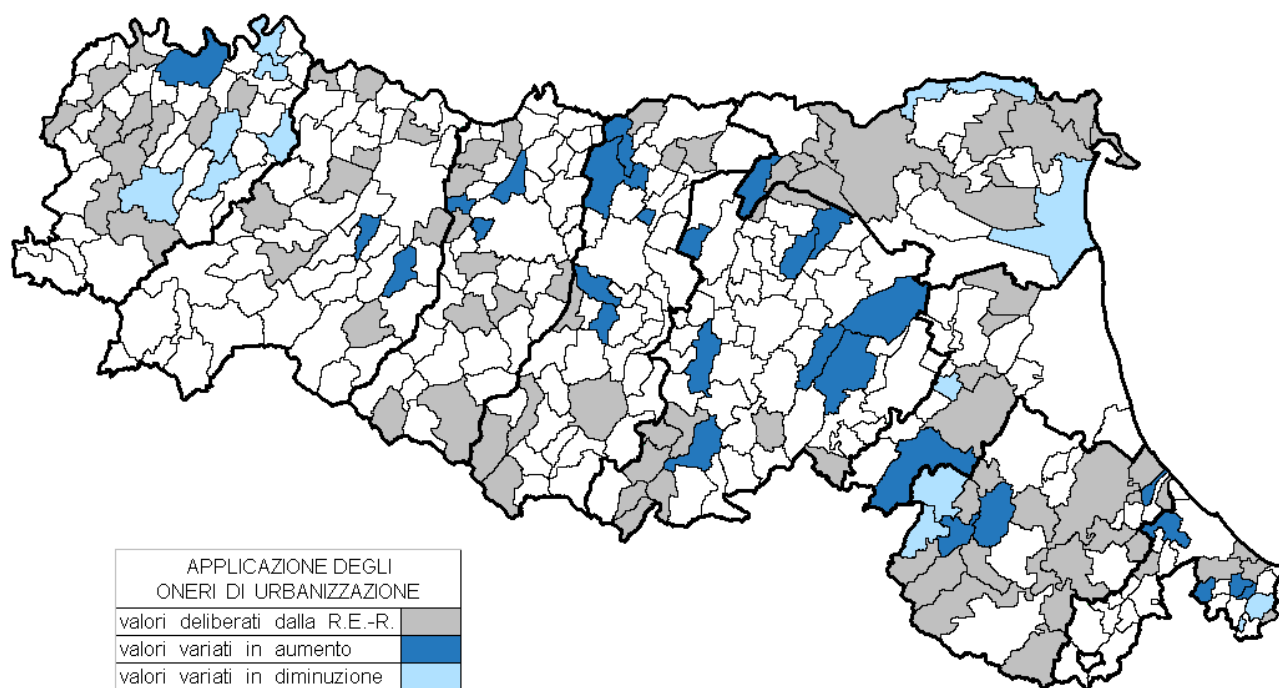 APPLICAZIONE DEGLI
ONERI DI URBANIZZAZIONE
valori deliberati dalla R.E.-R.
valori variati in aumento
valori variati in diminuzione